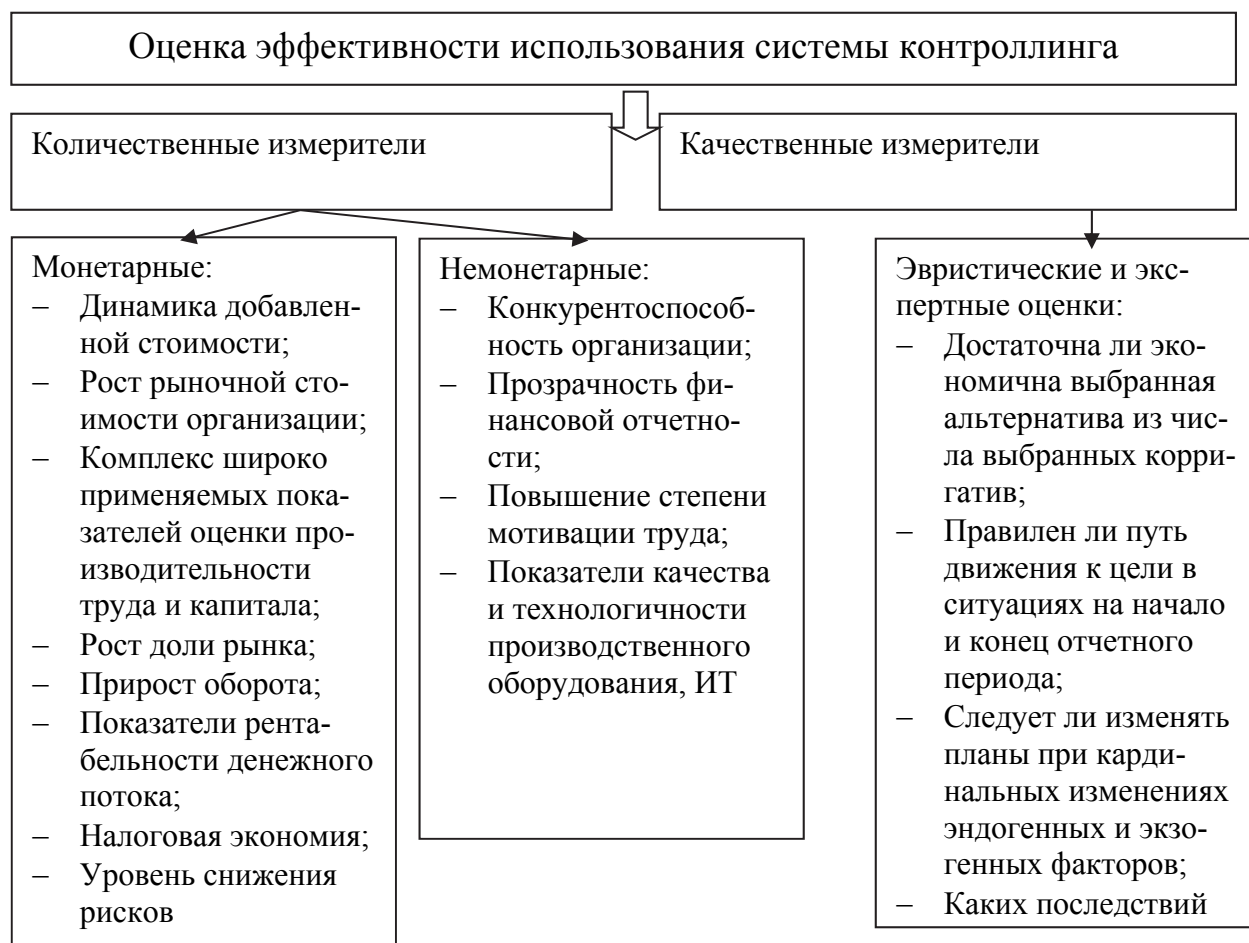 Оценка эффективности использования системы контроллинга
Количественные измерители
Качественные измерители
Монетарные:
– Динамика добавлен-
ной стоимости;
– Рост рыночной сто-
имости организации;
– Комплекс широко
применяемых пока-
зателей оценки про-
изводительности
труда и капитала;
– Рост доли рынка;
– Прирост оборота;
– Показатели рента-
бельности денежного
потока;
– Налоговая экономия;
– Уровень снижения
рисков
Немонетарные:
– Конкурентоспособ-
ность организации;
– Прозрачность фи-
нансовой отчетно-
сти;
– Повышение степени
мотивации труда;
– Показатели качества
и технологичности
производственного
оборудования, ИТ
Эвристические и экс-
пертные оценки:
– Достаточна ли эко-
номична выбранная
альтернатива из чис-
ла выбранных корри-
гатив;
– Правилен ли путь
движения к цели в
ситуациях на начало
и конец отчетного
периода;
– Следует ли изменять
планы при карди-
нальных изменениях
эндогенных и экзо-
генных факторов;
– Каких последствий